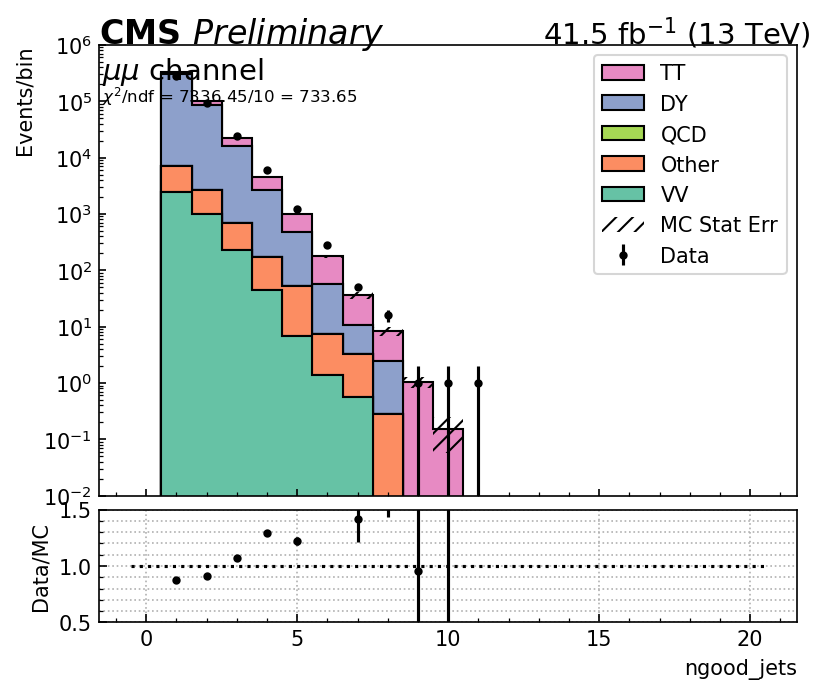 CMS Preliminary 41.5 fb⁻¹ (13 TeV)
μμ channel
χ²/ndf = 7336.45/10 = 733.65
Events/bin
10⁶
10⁵
10⁴
10³
10²
10¹
10⁰
10⁻¹
10⁻²
TT
DY
QCD
Other
VV
MC Stat Err
Data
Data/MC
1.5
1.0
0.5
0 5 10 15 20
ngood_jets